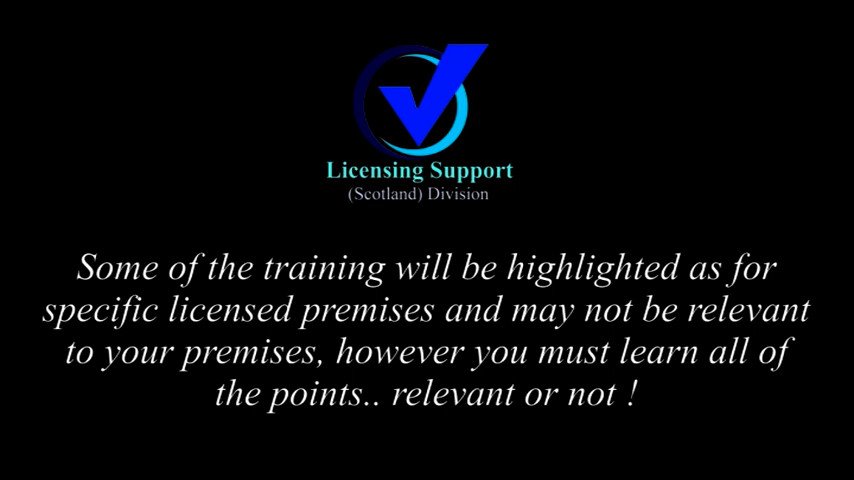 Licensing Support
(Scotland) Division
Some of the training will be highlighted as for
specific licensed premises and may not be relevant
to your premises, however you must learn all of
the points.. relevant or not !